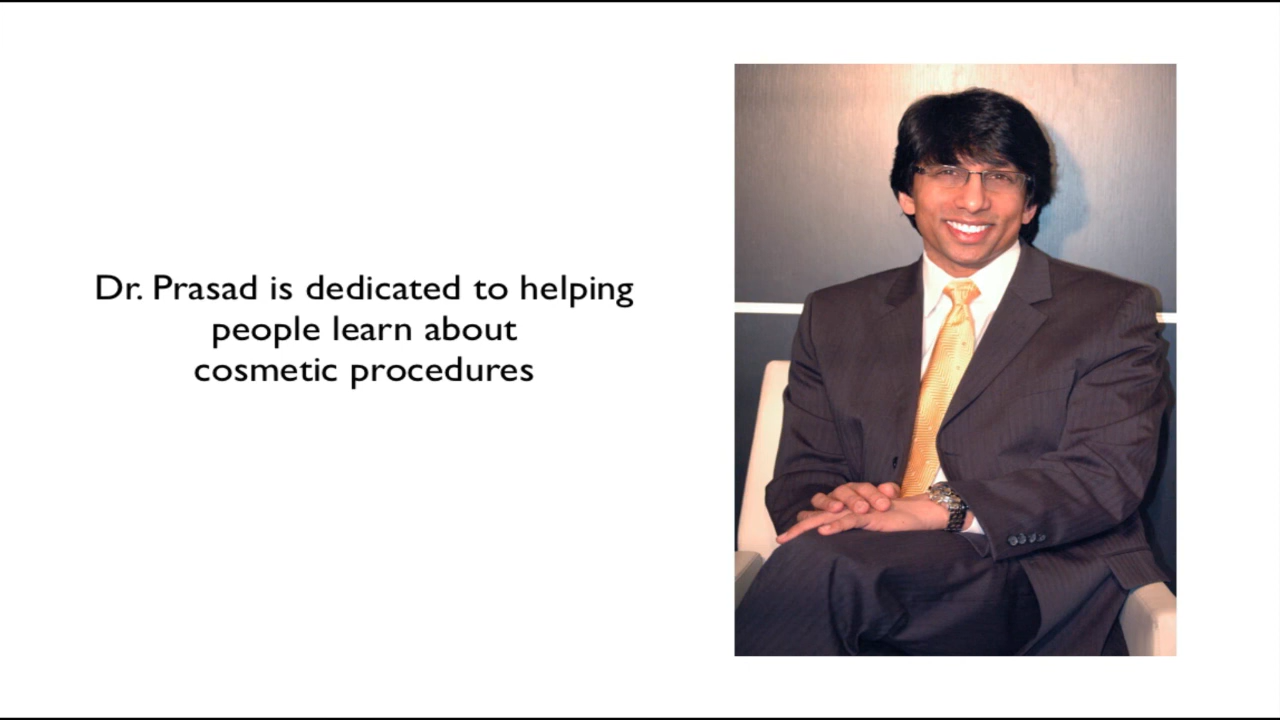 Dr. Prasad is dedicated to helping
people learn about
cosmetic procedures